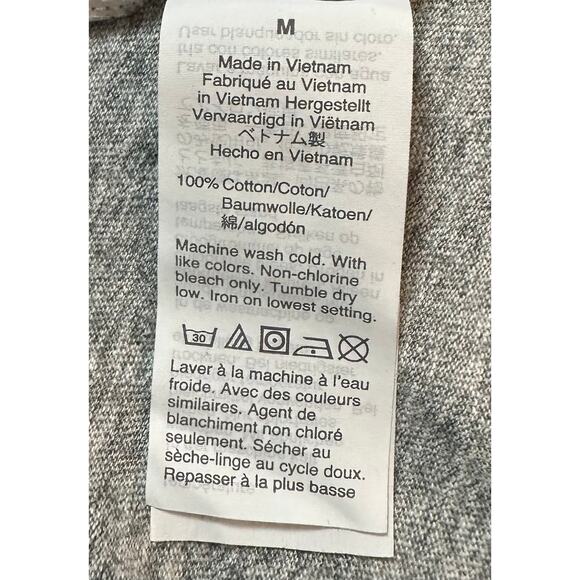 M
Made in Vietnam
Fabriqué au Vietnam
in Vietnam Hergestellt
Vervaardigd in Viëtnam
ベトナム製
Hecho en Vietnam
100% Cotton/Coton/
Baumwolle/Katoen/
綿/algodón
Machine wash cold. With
like colors. Non-chlorine
bleach only. Tumble dry
low. Iron on lowest setting.
30
Laver à la machine à l'eau
froide. Avec des couleurs
similaires. Agent de
blanchiment non chloré
seulement. Sécher au
sèche-linge au cycle doux.
Repasser à la plus basse